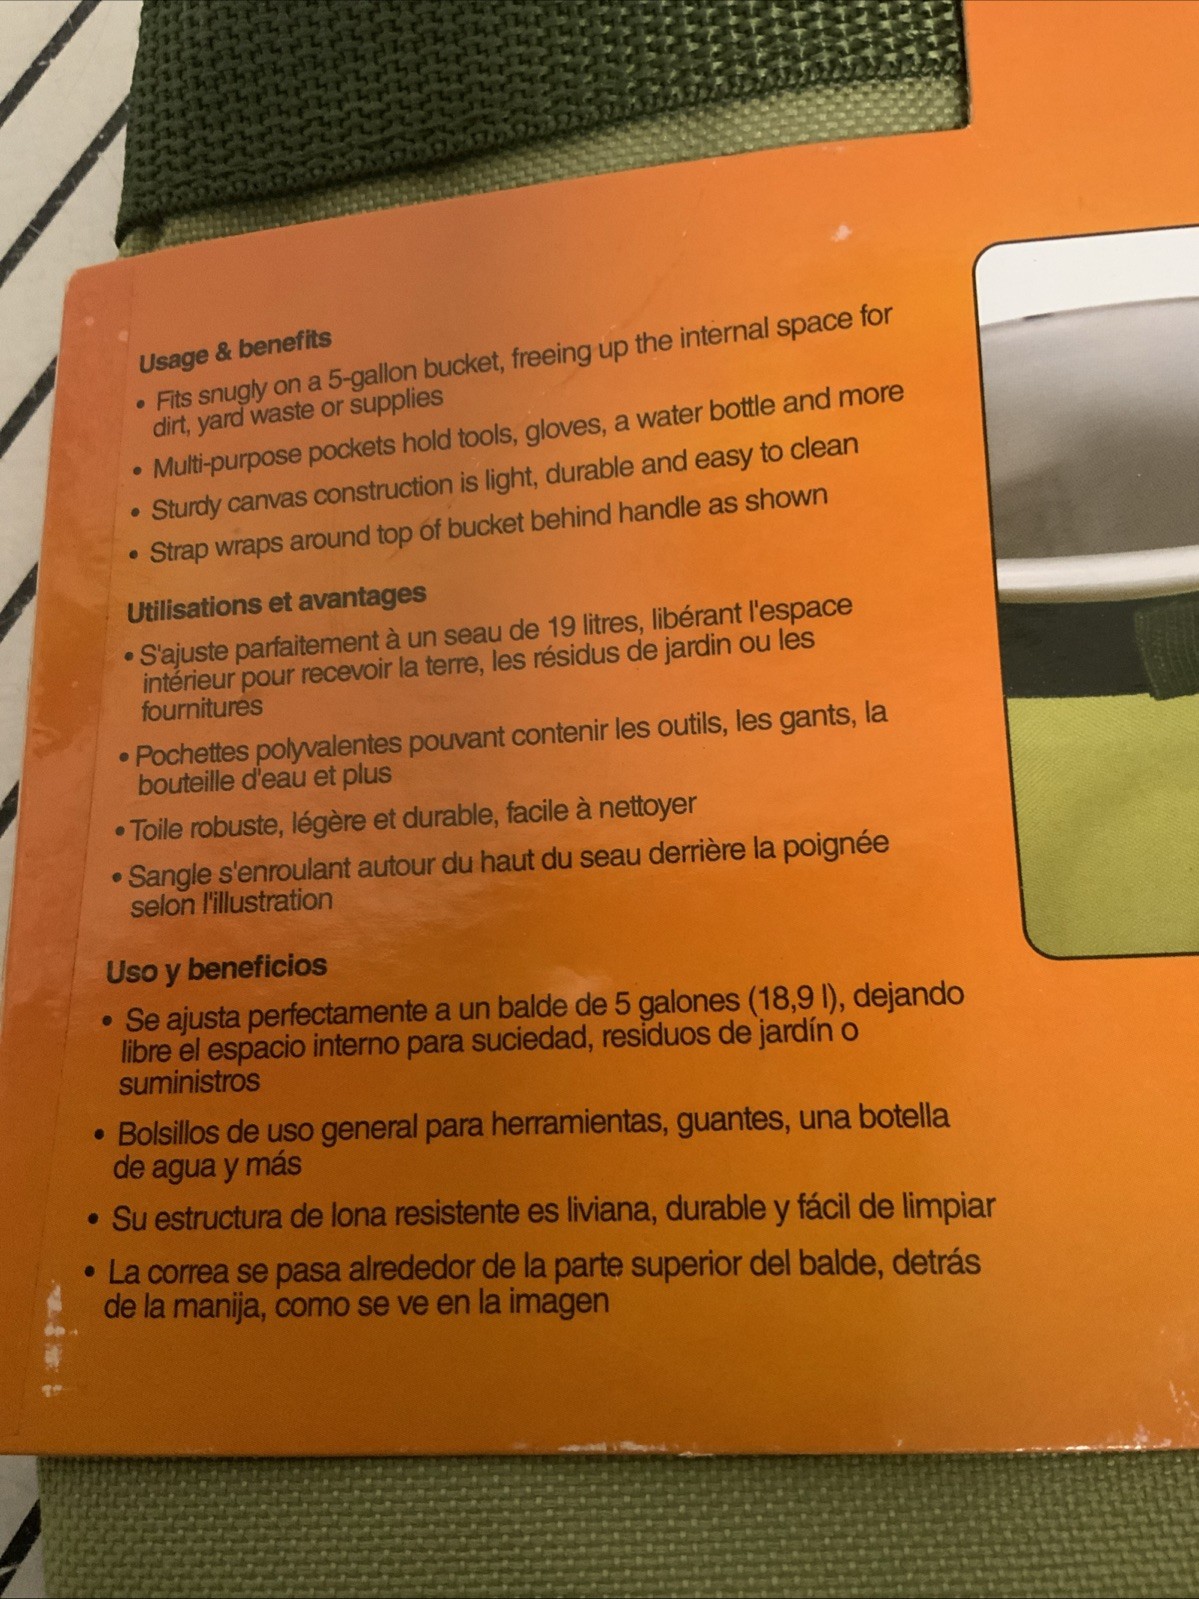 Usage & benefits
• Fits snugly on a 5-gallon bucket, freeing up the internal space for
dirt, yard waste or supplies
• Multi-purpose pockets hold tools, gloves, a water bottle and more
• Sturdy canvas construction is light, durable and easy to clean
• Strap wraps around top of bucket behind handle as shown
Utilisations et avantages
• S'ajuste parfaitement à un seau de 19 litres, libérant l'espace
intérieur pour recevoir la terre, les résidus de jardin ou les
fournitures
• Pochettes polyvalentes pouvant contenir les outils, les gants, la
bouteille d'eau et plus
• Toile robuste, légère et durable, facile à nettoyer
• Sangle s'enroulant autour du haut du seau derrière la poignée
selon l'illustration
Uso y beneficios
• Se ajusta perfectamente a un balde de 5 galones (18,9 l), dejando
libre el espacio interno para suciedad, residuos de jardín o
suministros
• Bolsillos de uso general para herramientas, guantes, una botella
de agua y más
• Su estructura de lona resistente es liviana, durable y fácil de limpiar
• La correa se pasa alrededor de la parte superior del balde, detrás
de la manija, como se ve en la imagen